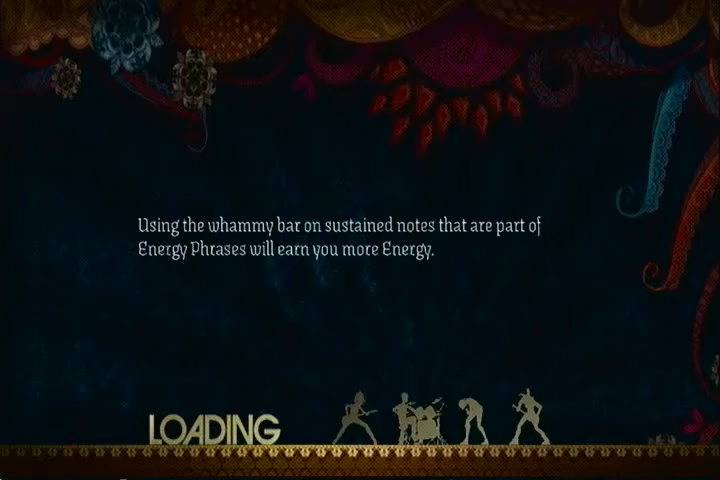 Using the whammy bar on sustained notes that are part of
Energy Phrases will earn you more Energy.
LOADING